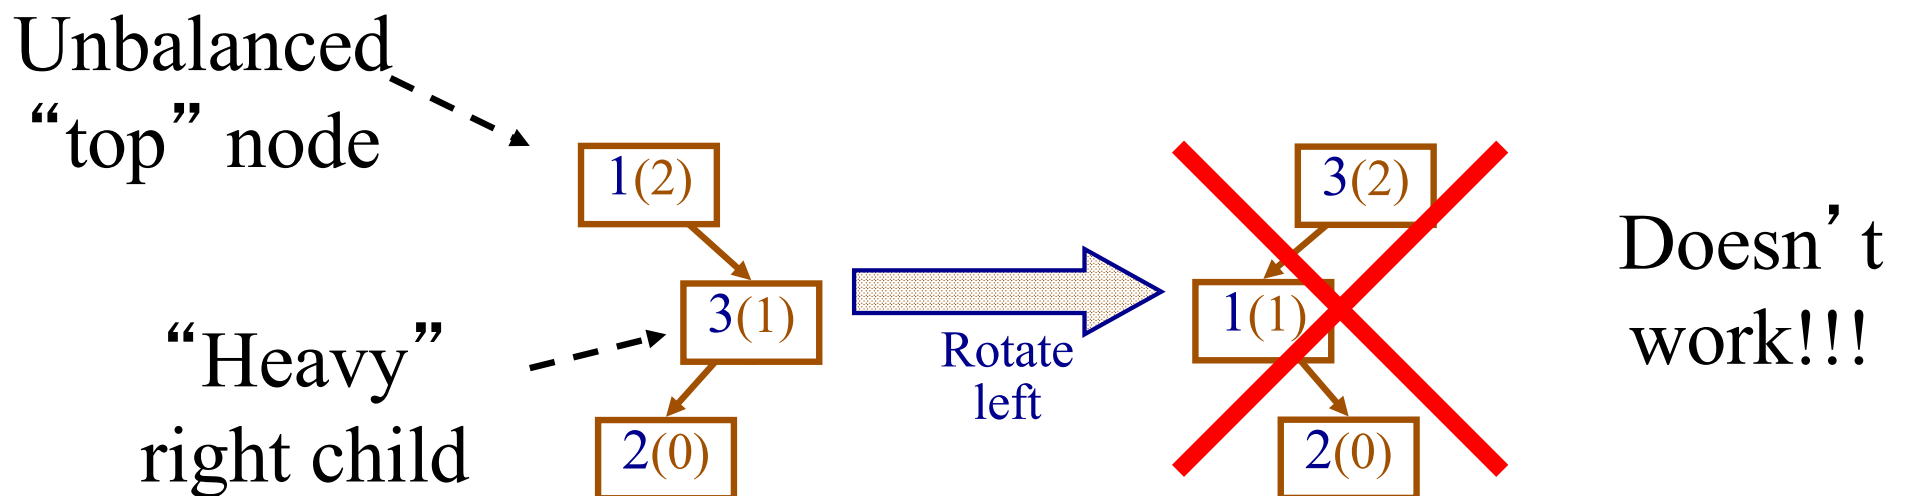 Unbalanced
“top” node
1(2)
3(1)
2(0)
“Heavy”
right child
Rotate
left
3(2)
1(1)
2(0)
Doesn’t
work!!!